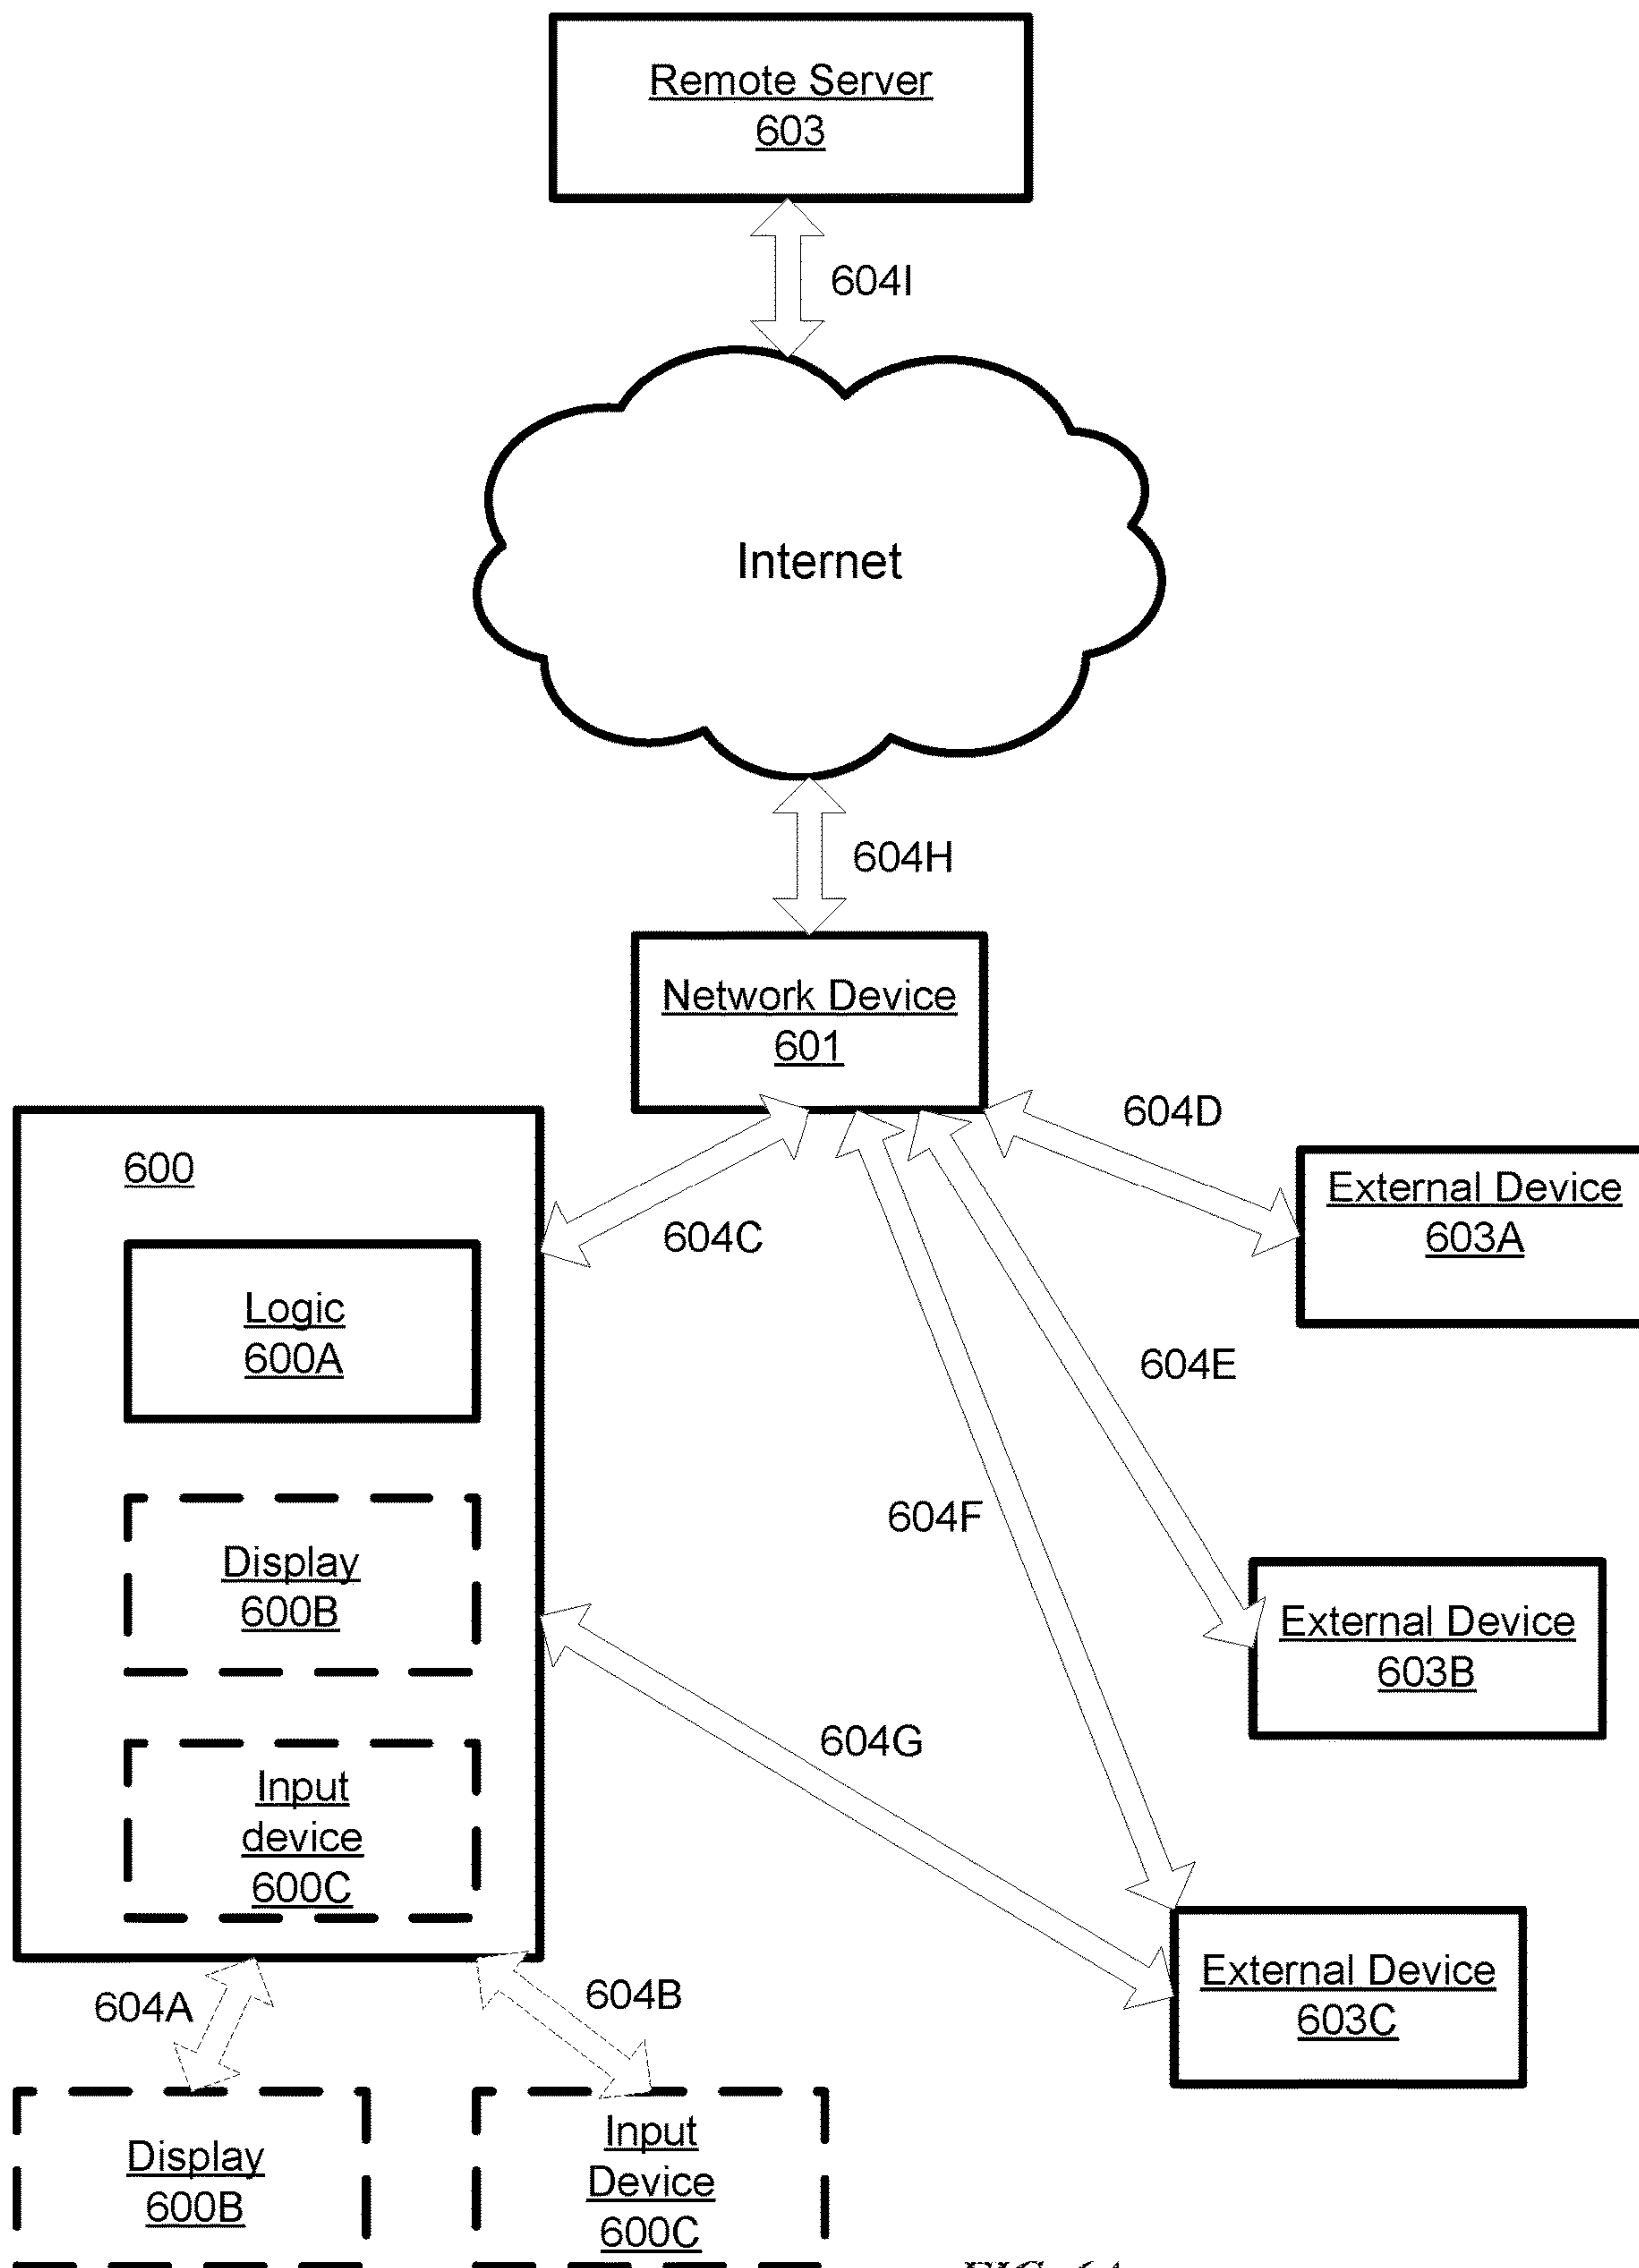 Remote Server
603
604I
Internet
604H
Network Device
601
604D
600
External Device
603A
604C
Logic
600A
604E
604F
Display
600B
External Device
603B
604G
Input
device
600C
External Device
603C
604A
604B
Display
600B
Input
Device
600C